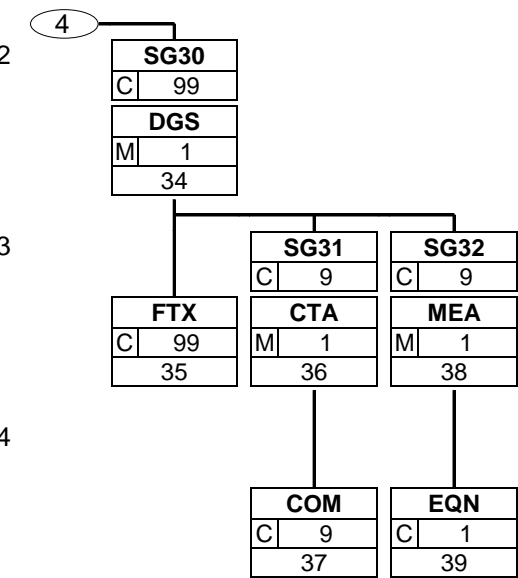 4
2
SG30
C 99
DGS
M 1
34
3
SG31 SG32
C 9 C 9
FTX CTA MEA
C 99 M 1 M 1
35 36 38
4
COM EQN
C 9 C 1
37 39